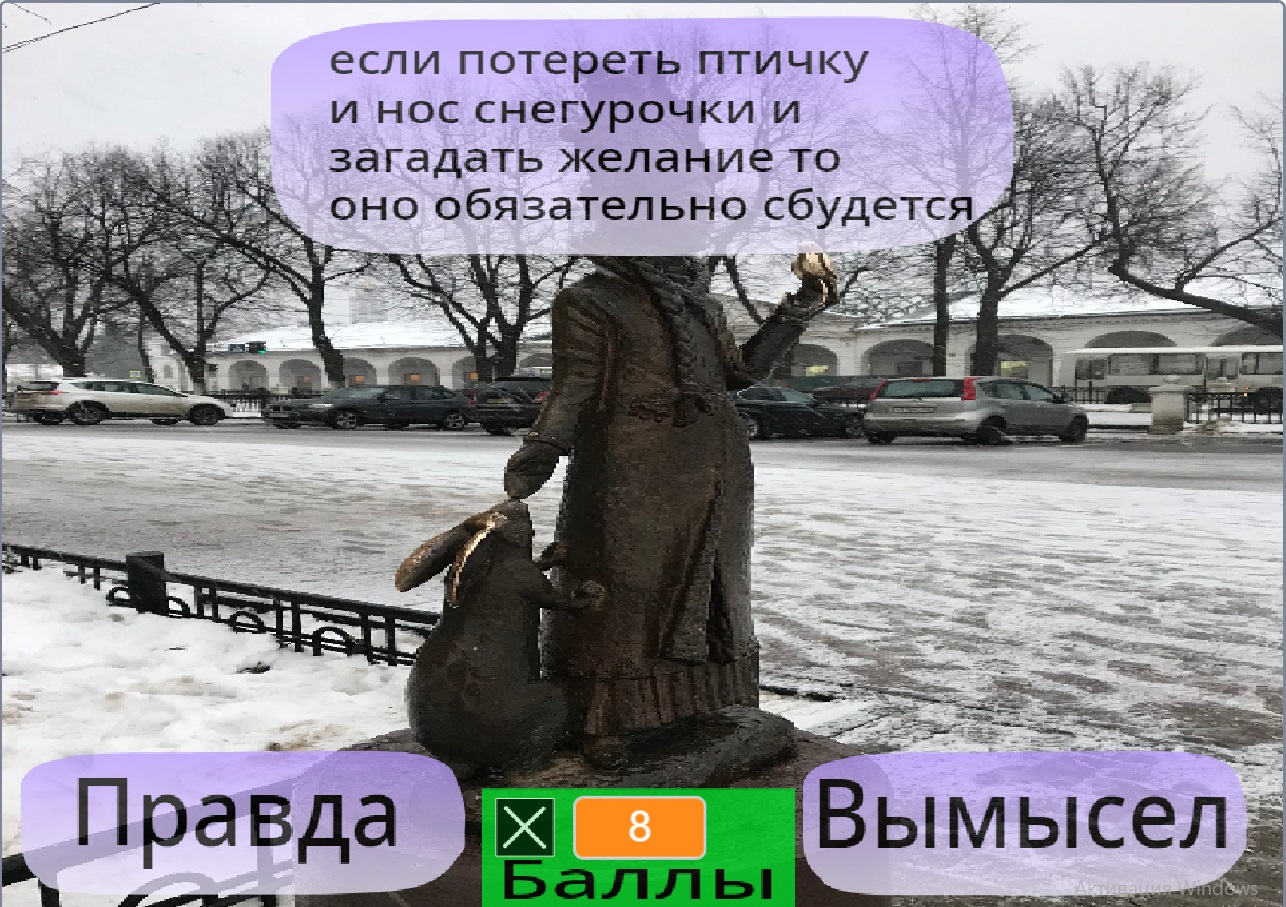 если потереть птичку
и нос снегурочки и
загадать желание то
оно обязательно сбудется
Правда
8
Вымысел
Баллы
Активация Windows